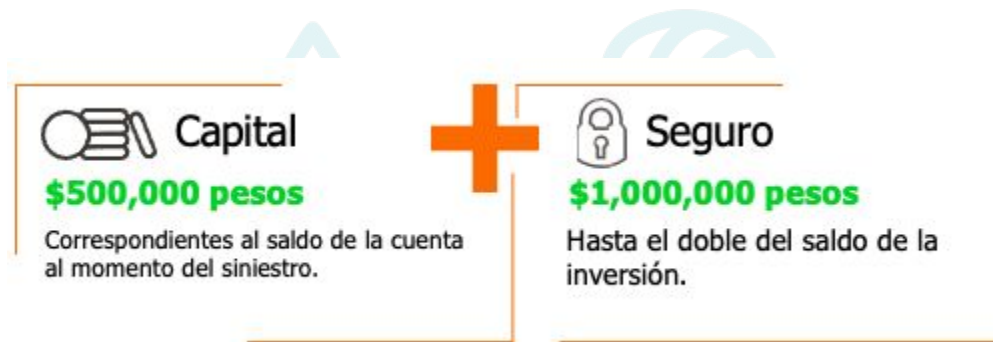 Capital
$500,000 pesos
Correspondientes al saldo de la cuenta
al momento del siniestro.
Seguro
$1,000,000 pesos
Hasta el doble del saldo de la
inversión.